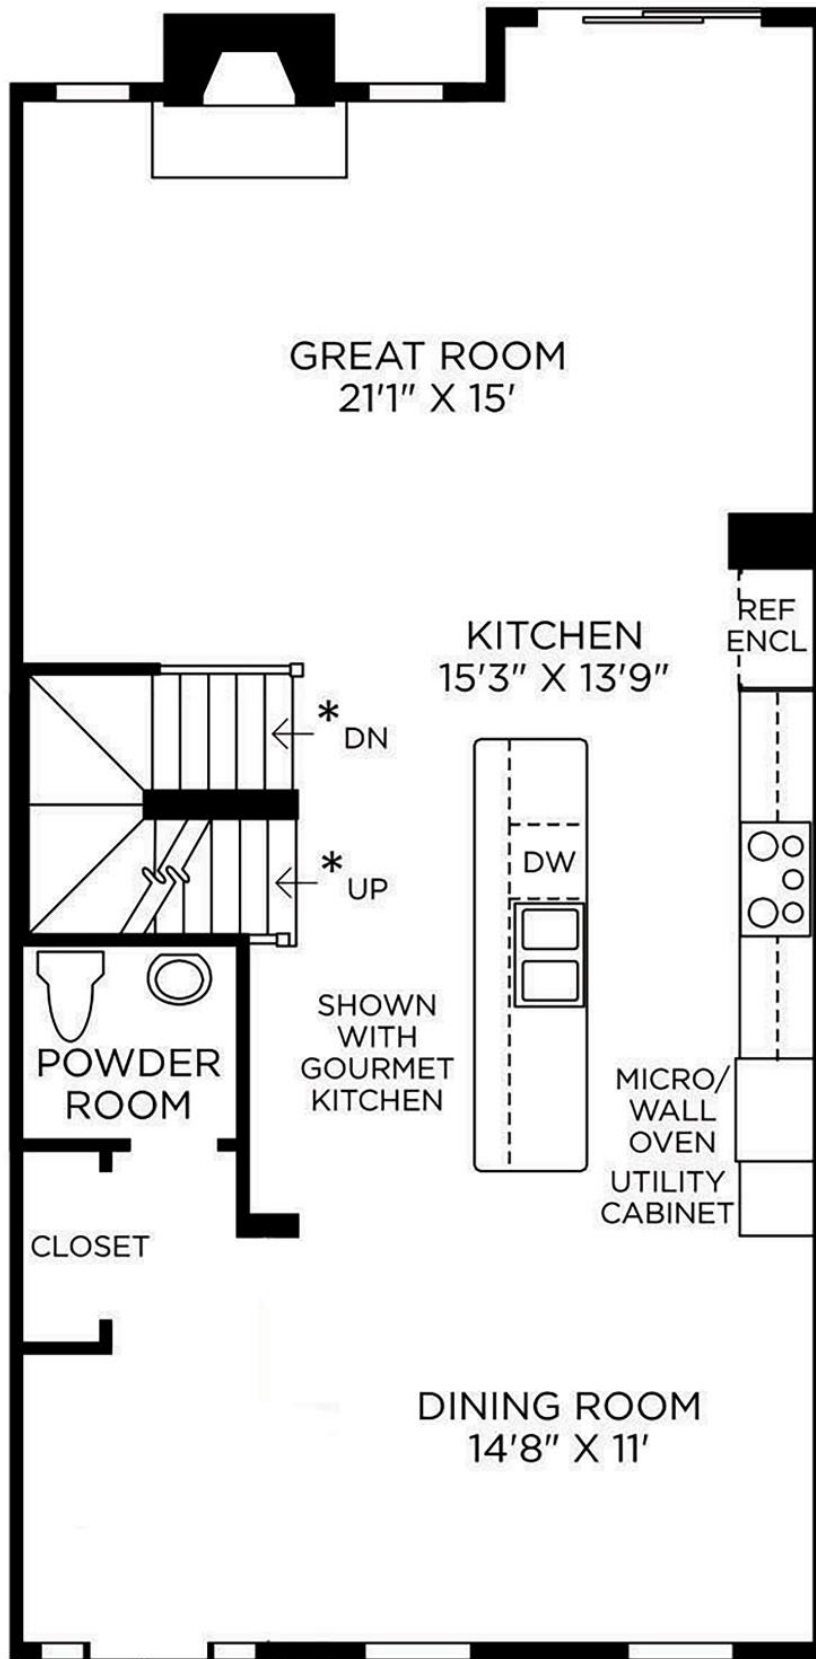 GREAT ROOM
21'1" X 15'
REF
ENCL
KITCHEN
15'3" X 13'9"
* DN
DW
* UP
SHOWN
WITH
GOURMET
KITCHEN
POWDER
ROOM
MICRO/
WALL
OVEN
UTILITY
CABINET
CLOSET
DINING ROOM
14'8" X 11'